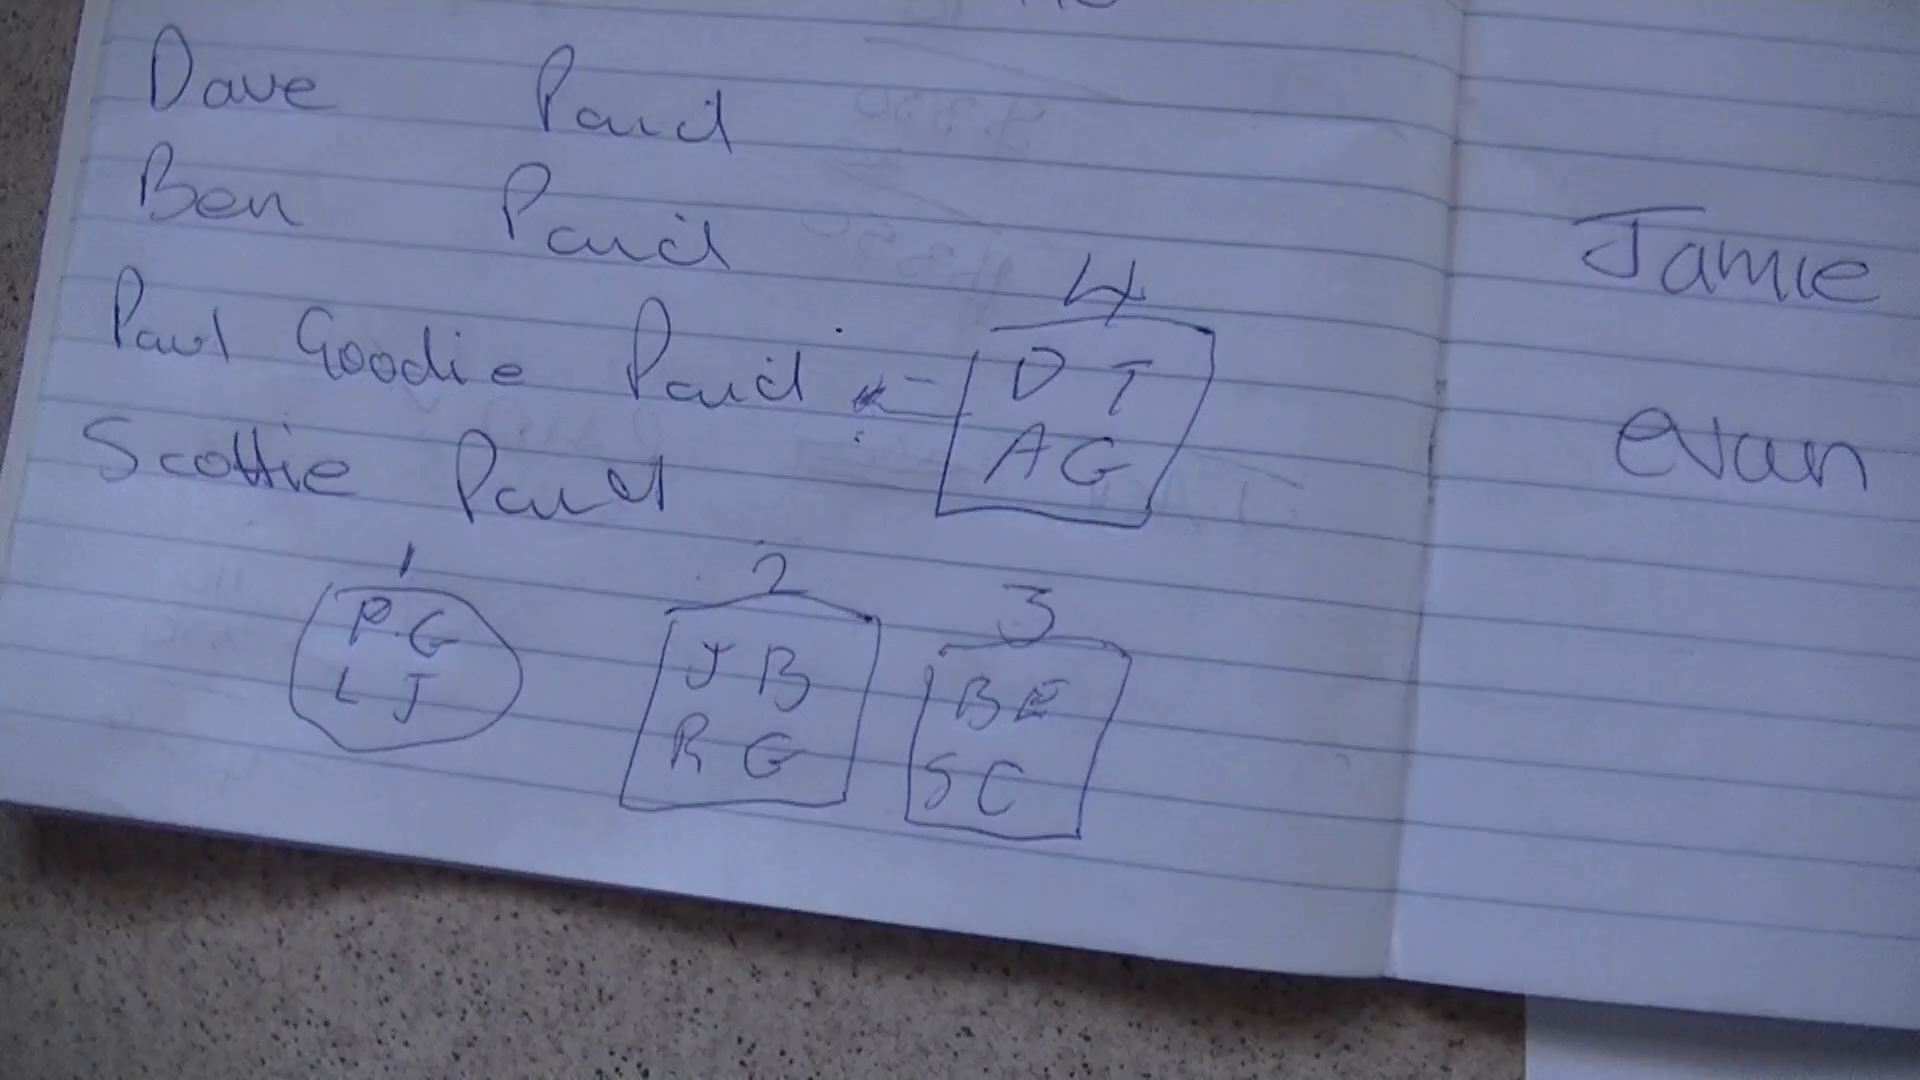 Dave Paid
Ben Paid
Paul Goodie Paid
Scottie Paid
4
D T
A G
1
P.G
L J
2
J B
R G
3
B E
S C
Jamie
evan